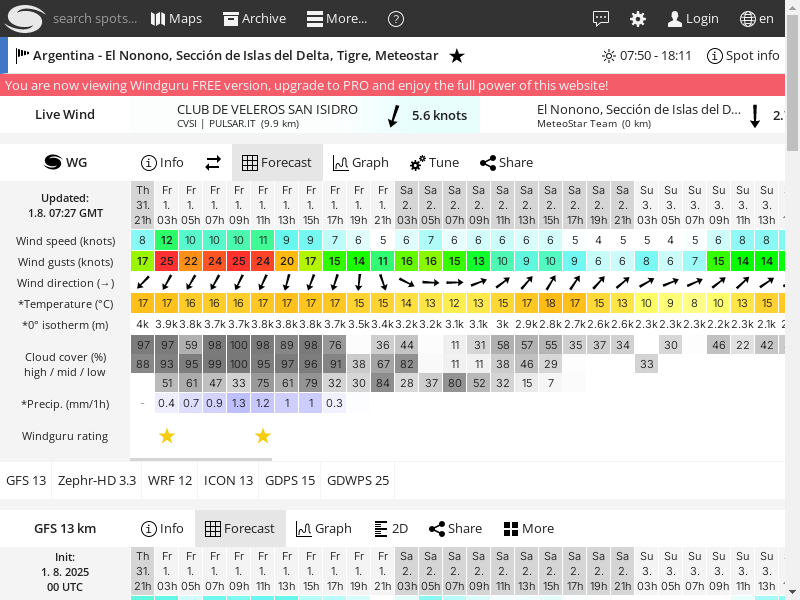 search spots... Maps Archive More... ? Login en
Argentina - El Nonono, Sección de Islas del Delta, Tigre, Meteostar ★ 07:50 - 18:11 Spot info
You are now viewing Windguru FREE version, upgrade to PRO and enjoy the full power of this website!
Live Wind CLUB DE VELEROS SAN ISIDRO 5.6 knots El Nonono, Sección de Islas del D... 2.
CVSI | PULSAR.IT (9.9 km) MeteoStar Team (0 km)
WG Info Forecast Graph Tune Share
Updated: Th Fr Fr Fr Fr Fr Fr Fr Fr Fr Fr Sa Sa Sa Sa Sa Sa Sa Sa Sa Sa Su Su Su Su Su Su
1.8. 07:27 GMT 31. 1. 1. 1. 1. 1. 1. 1. 1. 1. 1. 2. 2. 2. 2. 2. 2. 2. 2. 2. 2. 3. 3. 3. 3. 3. 3.
21h 03h 05h 07h 09h 11h 13h 15h 17h 19h 21h 03h 05h 07h 09h 11h 13h 15h 17h 19h 21h 03h 05h 07h 09h 11h 13h
Wind speed (knots) 8 12 10 10 10 11 9 9 7 6 5 6 7 6 6 6 6 6 5 4 5 5 4 5 6 8 8
Wind gusts (knots) 17 25 22 24 25 24 20 17 15 14 11 16 16 15 13 10 9 10 9 6 6 8 6 7 15 14 14
Wind direction (→)
*Temperature (°C) 17 17 16 16 16 17 17 17 15 15 14 13 12 13 15 17 18 17 15 13 10 9 8 10 13 15
*0° isotherm (m) 4k 3.9k 3.8k 3.7k 3.7k 3.8k 3.8k 3.8k 3.7k 3.5k 3.4k 3.2k 3.2k 3.1k 3.1k 3k 2.9k 2.8k 2.7k 2.6k 2.6k 2.3k 2.3k 2.3k 2.2k 2.3k 2.1k
Cloud cover (%) 97 97 59 98 100 98 89 98 76 36 44 11 31 58 57 55 35 37 34 30 46 22 42
high / mid / low 88 93 95 99 100 95 97 96 91 38 67 82 11 11 38 46 29 33
51 61 47 33 75 61 79 32 30 84 28 37 80 52 32 15 7
*Precip. (mm/1h) - 0.4 0.7 0.9 1.3 1.2 1 1 0.3
Windguru rating ★ ★
GFS 13 Zephr-HD 3.3 WRF 12 ICON 13 GDPS 15 GDWPS 25
GFS 13 km Info Forecast Graph 2D Share More
Init: Th Fr Fr Fr Fr Fr Fr Fr Fr Fr Fr Sa Sa Sa Sa Sa Sa Sa Sa Sa Sa Su Su Su Su Su Su
1. 8. 2025 31. 1. 1. 1. 1. 1. 1. 1. 1. 1. 1. 2. 2. 2. 2. 2. 2. 2. 2. 2. 2. 3. 3. 3. 3. 3. 3.
00 UTC 21h 03h 05h 07h 09h 11h 13h 15h 17h 19h 21h 03h 05h 07h 09h 11h 13h 15h 17h 19h 21h 03h 05h 07h 09h 11h 13h